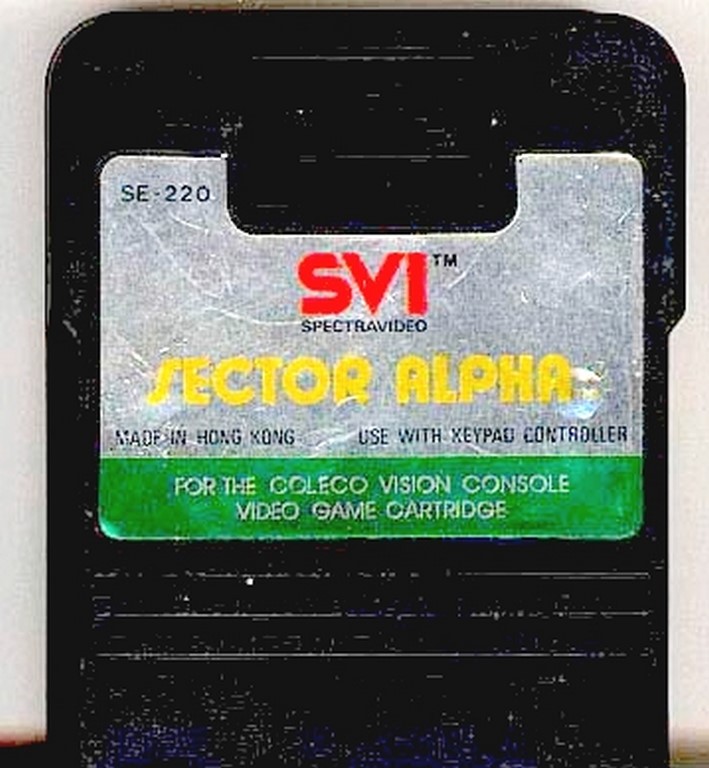 SE-220
SVI™
SPECTRAVIDEO
SECTOR ALPHA
MADE IN HONG KONG USE WITH KEYPAD CONTROLLER
FOR THE COLECO VISION CONSOLE
VIDEO GAME CARTRIDGE